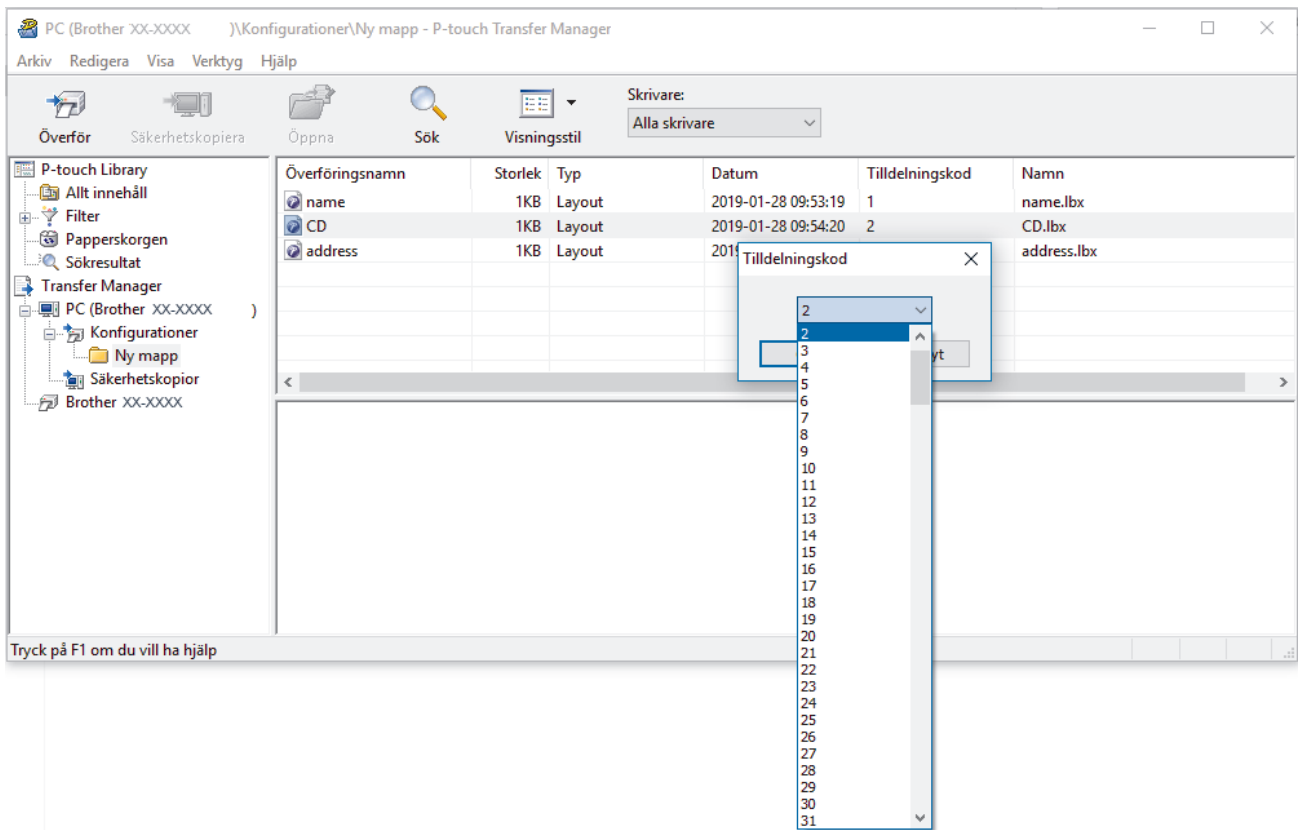 PC (Brother XX-XXXX )\Konfigurationer\Ny mapp - P-touch Transfer Manager
Arkiv Redigera Visa Verktyg Hjälp
Överför Säkerhetskopiera Öppna Sök Visningsstil
Skrivare:
Alla skrivare
P-touch Library
Allt innehåll
Filter
Papperskorgen
Sökresultat
Transfer Manager
PC (Brother XX-XXXX )
Konfigurationer
Ny mapp
Säkerhetskopior
Brother XX-XXXX
Överföringsnamn Storlek Typ Datum Tilldelningskod Namn
name 1KB Layout 2019-01-28 09:53:19 1 name.lbx
CD 1KB Layout 2019-01-28 09:54:20 2 CD.lbx
address 1KB Layout address.lbx
Tilldelningskod
2
2
3
4
5
6
7
8
9
10
11
12
13
14
15
16
17
18
19
20
21
22
23
24
25
26
27
28
29
30
31
Tryck på F1 om du vill ha hjälp